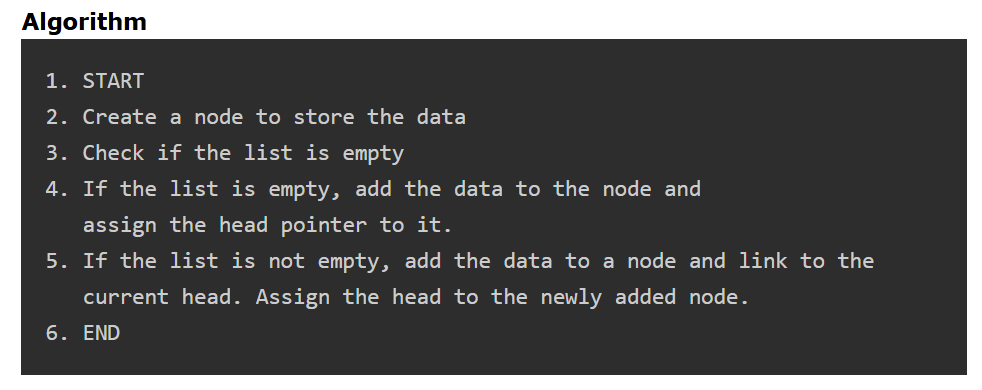 Algorithm
1. START
2. Create a node to store the data
3. Check if the list is empty
4. If the list is empty, add the data to the node and
assign the head pointer to it.
5. If the list is not empty, add the data to a node and link to the
current head. Assign the head to the newly added node.
6. END